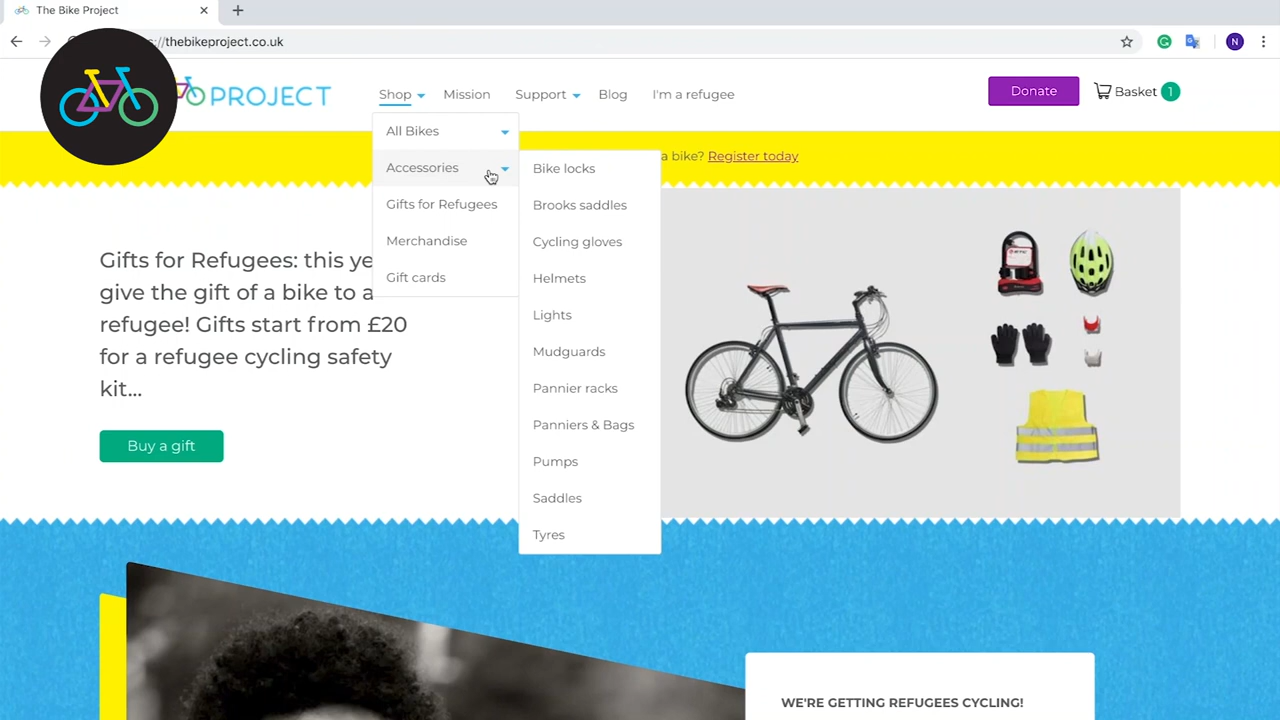 The Bike Project
://thebikeproject.co.uk
N
PROJECT
Shop
Mission
Support
Blog
I'm a refugee
Donate
Basket 1
All Bikes
Accessories
Gifts for Refugees
Merchandise
Gift cards
a bike? Register today
Bike locks
Brooks saddles
Cycling gloves
Helmets
Lights
Mudguards
Pannier racks
Panniers & Bags
Pumps
Saddles
Tyres
Gifts for Refugees: this ye
give the gift of a bike to a
refugee! Gifts start from £20
for a refugee cycling safety
kit...
Buy a gift
WE'RE GETTING REFUGEES CYCLING!